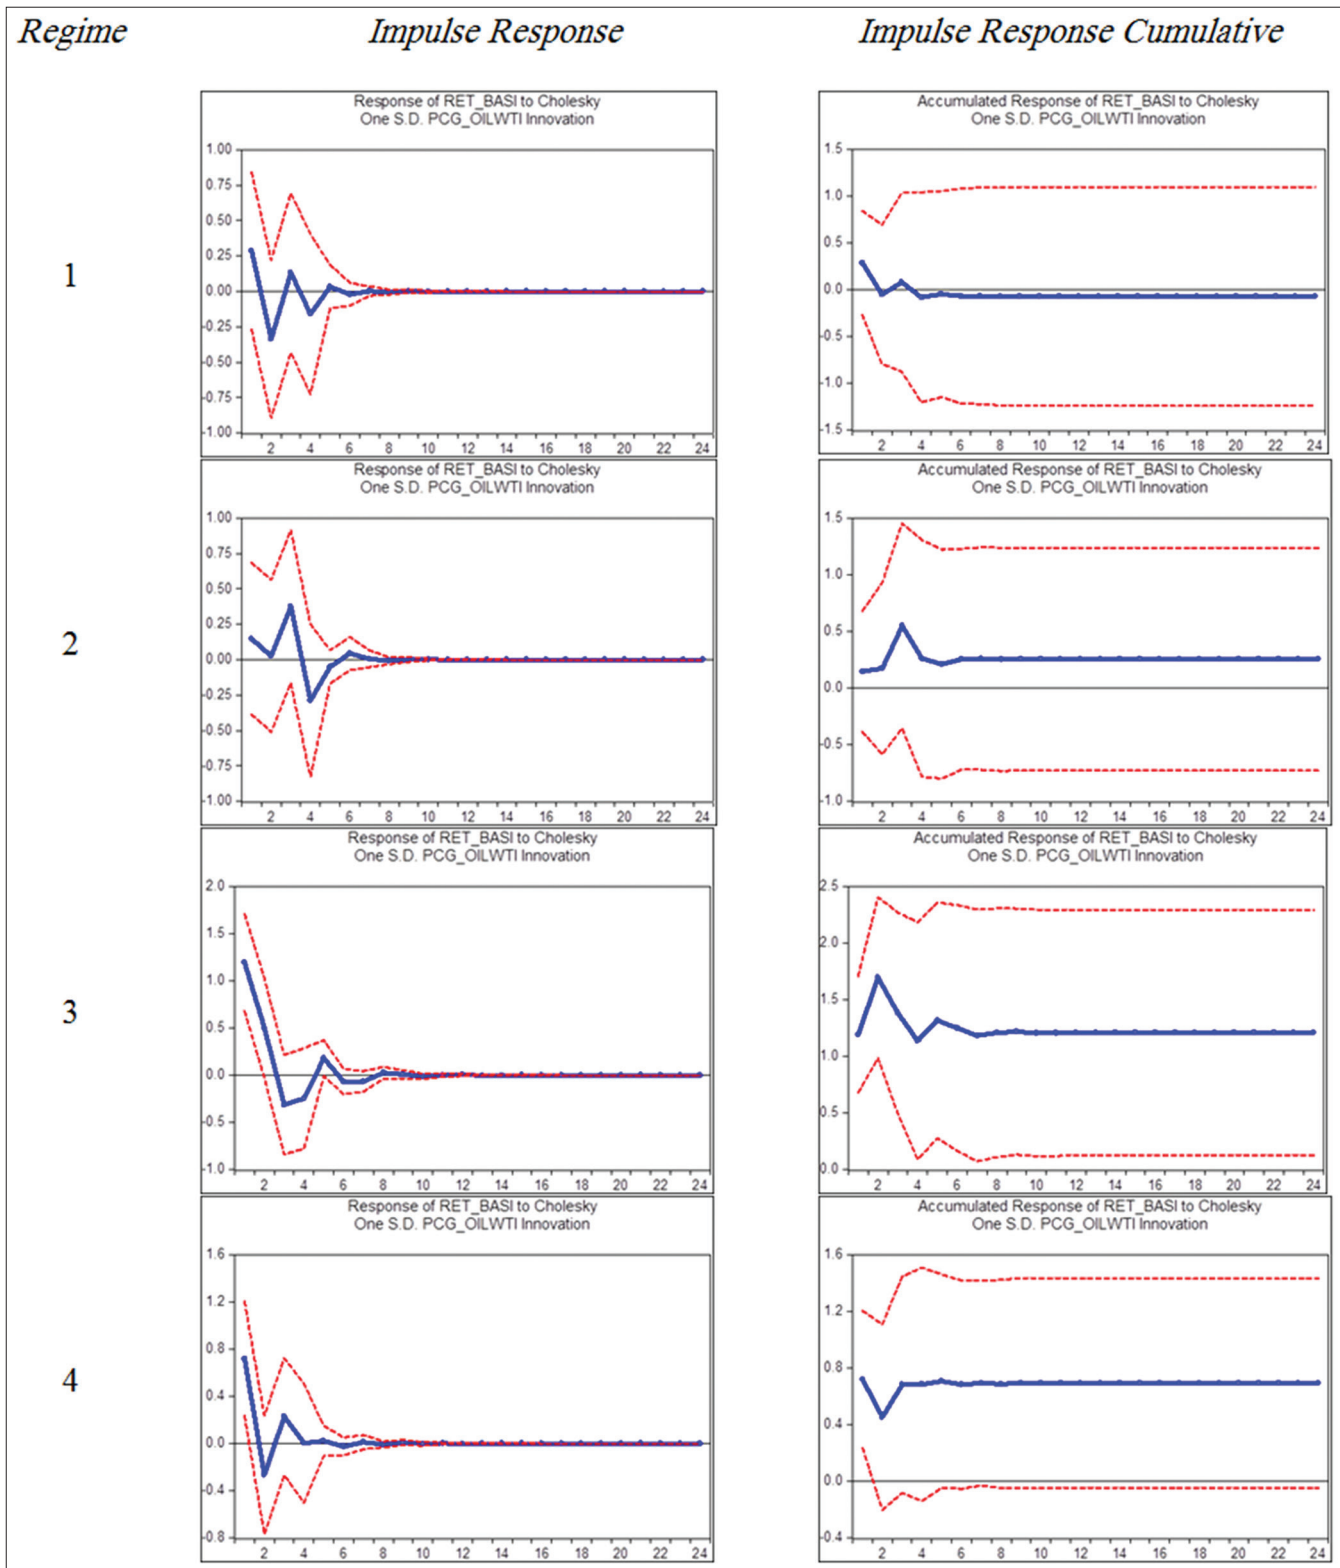 Regime Impulse Response Impulse Response Cumulative
1
Response of RET_BASI to Cholesky
One S.D. PCG_OILWTI Innovation
1.00
0.75
0.50
0.25
0.00
-0.25
-0.50
-0.75
-1.00
2 4 6 8 10 12 14 16 18 20 22 24
Accumulated Response of RET_BASI to Cholesky
One S.D. PCG_OILWTI Innovation
1.5
1.0
0.5
0.0
-0.5
-1.0
-1.5
2 4 6 8 10 12 14 16 18 20 22 24
2
Response of RET_BASI to Cholesky
One S.D. PCG_OILWTI Innovation
1.00
0.75
0.50
0.25
0.00
-0.25
-0.50
-0.75
-1.00
2 4 6 8 10 12 14 16 18 20 22 24
Accumulated Response of RET_BASI to Cholesky
One S.D. PCG_OILWTI Innovation
1.5
1.0
0.5
0.0
-0.5
-1.0
2 4 6 8 10 12 14 16 18 20 22 24
3
Response of RET_BASI to Cholesky
One S.D. PCG_OILWTI Innovation
2.0
1.5
1.0
0.5
0.0
-0.5
-1.0
2 4 6 8 10 12 14 16 18 20 22 24
Accumulated Response of RET_BASI to Cholesky
One S.D. PCG_OILWTI Innovation
2.5
2.0
1.5
1.0
0.5
0.0
2 4 6 8 10 12 14 16 18 20 22 24
4
Response of RET_BASI to Cholesky
One S.D. PCG_OILWTI Innovation
1.6
1.2
0.8
0.4
0.0
-0.4
-0.8
2 4 6 8 10 12 14 16 18 20 22 24
Accumulated Response of RET_BASI to Cholesky
One S.D. PCG_OILWTI Innovation
1.6
1.2
0.8
0.4
0.0
-0.4
2 4 6 8 10 12 14 16 18 20 22 24